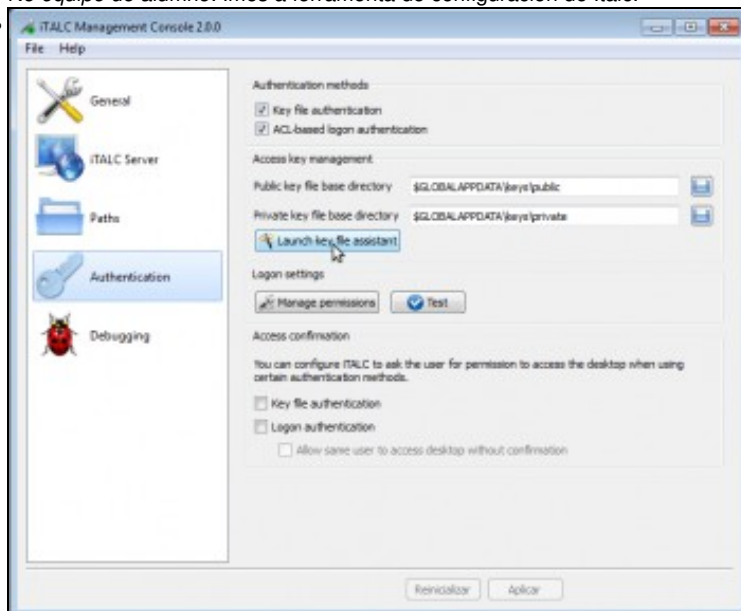 No equipo do alumno: imos á ferramenta de configuración de Italc.
iTALC Management Console 2.0.0
File Help
General
iTALC Server
Paths
Authentication
Debugging
Authentication methods
Key file authentication
ACL-based logon authentication
Access key management
Public key file base directory $GLOBALAPPDATA\keys\public
Private key file base directory $GLOBALAPPDATA\keys\private
Launch key file assistant
Logon settings
Manage permissions Test
Access confirmation
You can configure iTALC to ask the user for permission to access the desktop when using
certain authentication methods.
Key file authentication
Logon authentication
Allow same user to access desktop without confirmation
Reinicializar Aplicar